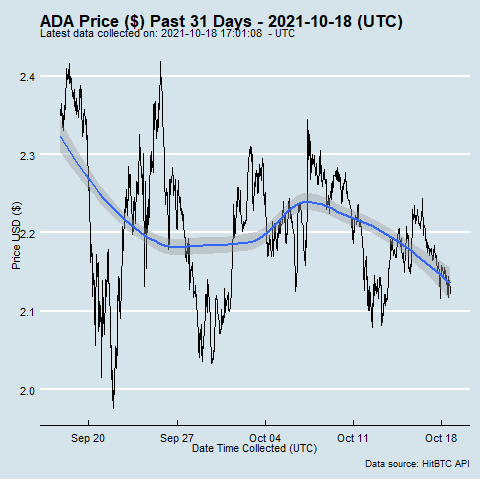 ADA Price ($) Past 31 Days - 2021-10-18 (UTC)
Latest data collected on: 2021-10-18 17:01:08 - UTC
Price USD ($)
2.4
2.3
2.2
2.1
2.0
Sep 20 Sep 27 Oct 04 Oct 11 Oct 18
Date Time Collected (UTC)
Data source: HitBTC API